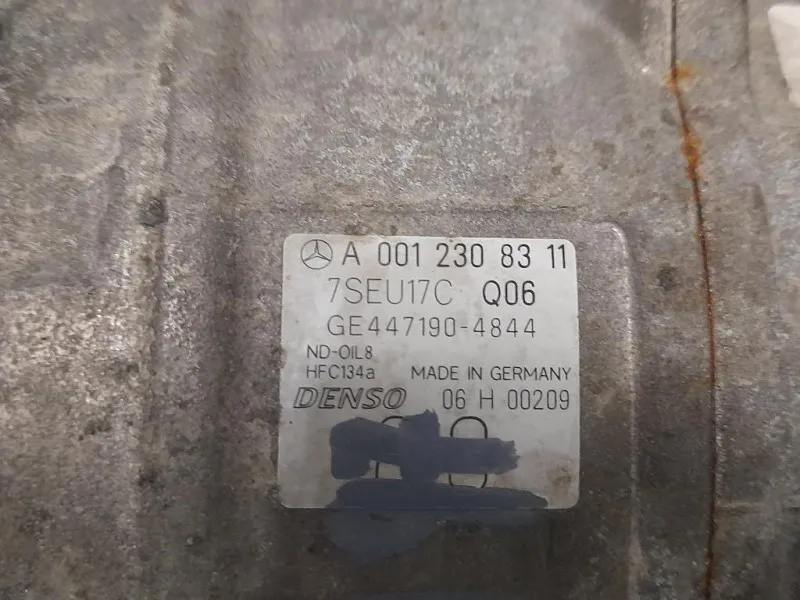 A 001 230 83 11
7SEU17C Q06
GE447190-4844
ND-OIL8
HFC134a MADE IN GERMANY
DENSO 06 H 00209